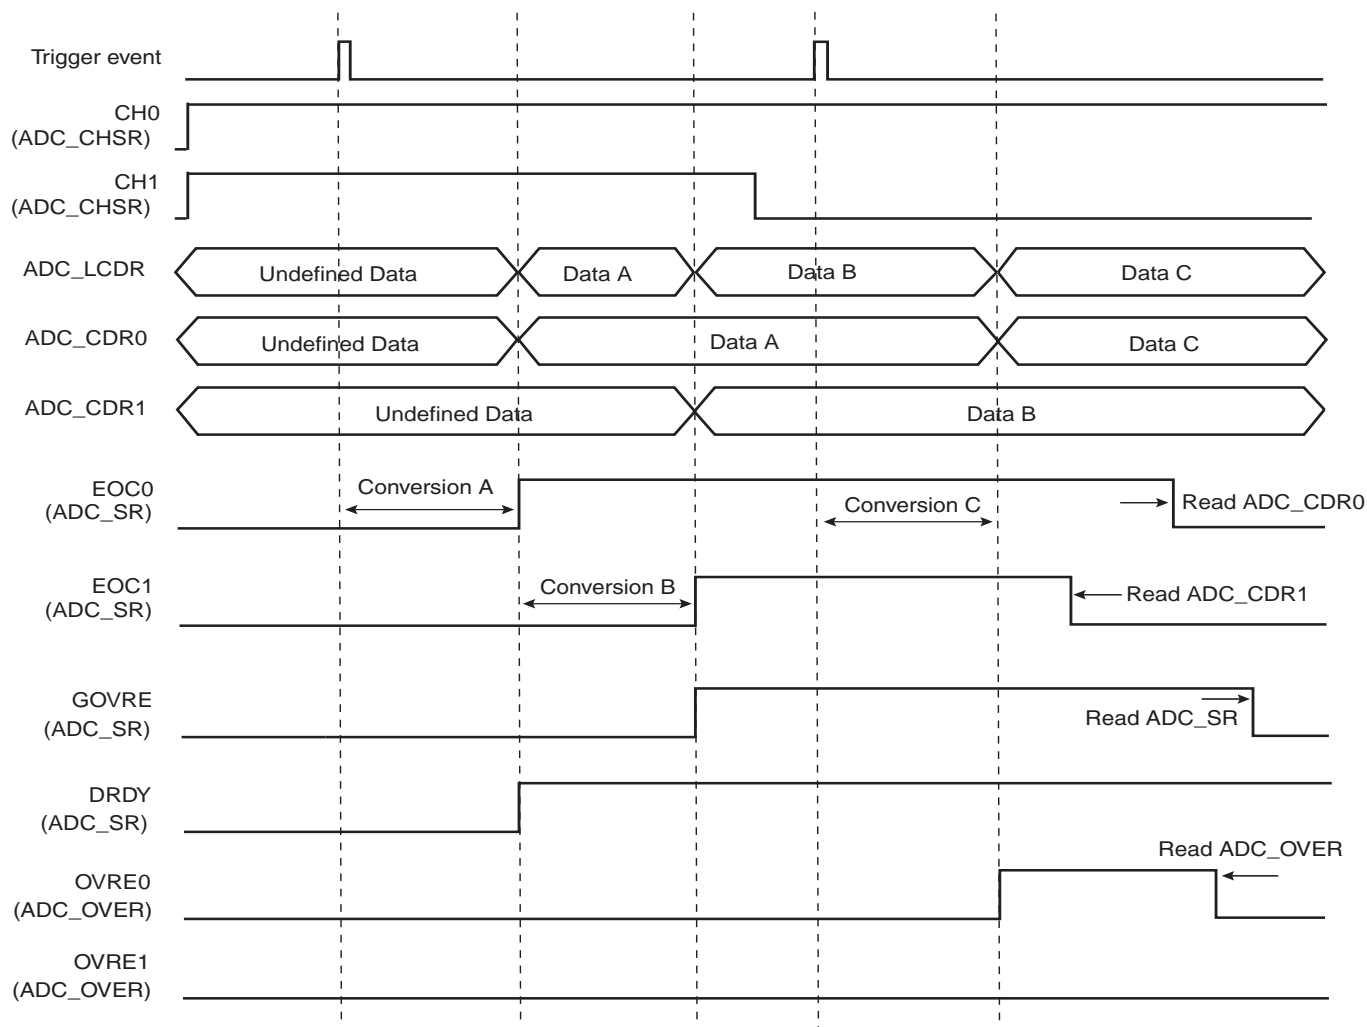 Trigger event
CH0
(ADC_CHSR)
CH1
(ADC_CHSR)
ADC_LCDR
Undefined Data
Data A
Data B
Data C
ADC_CDR0
Undefined Data
Data A
Data C
ADC_CDR1
Undefined Data
Data B
EOC0
(ADC_SR)
Conversion A
Conversion C
Read ADC_CDR0
EOC1
(ADC_SR)
Conversion B
Read ADC_CDR1
GOVRE
(ADC_SR)
Read ADC_SR
DRDY
(ADC_SR)
Read ADC_OVER
OVRE0
(ADC_OVER)
OVRE1
(ADC_OVER)